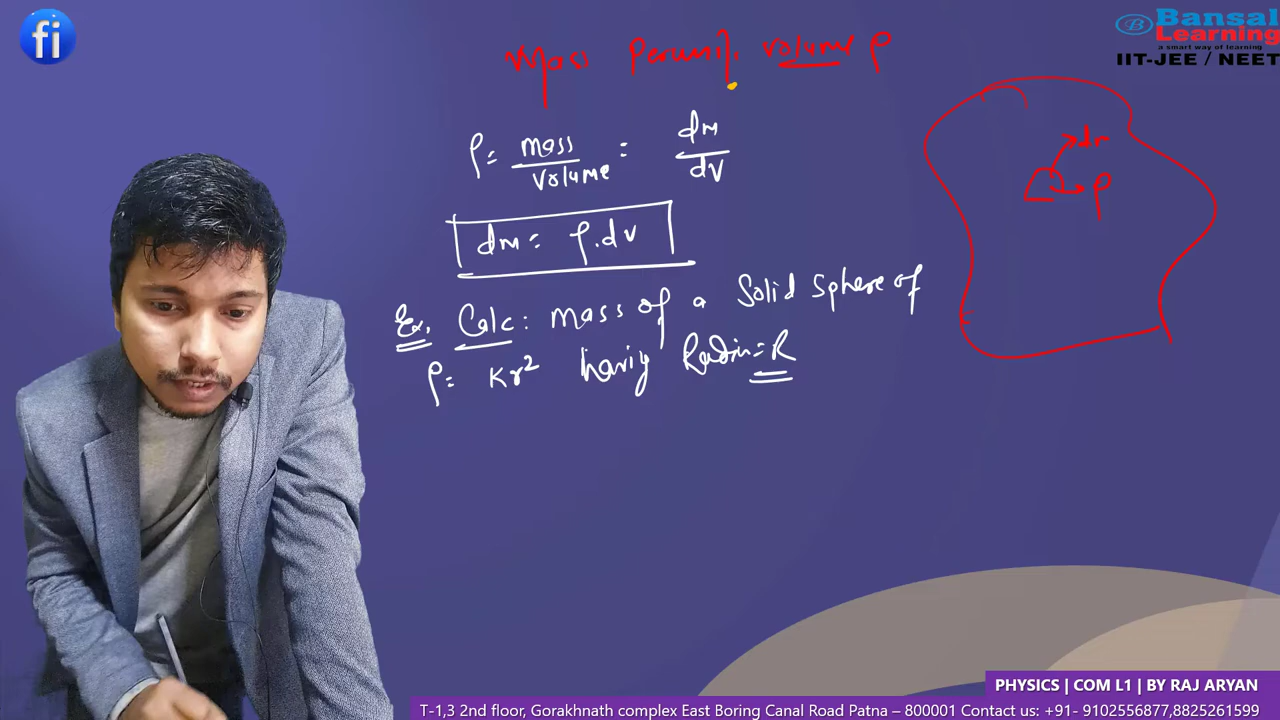 fi
Bansal
Learning
a smart way of learning
IIT-JEE / NEET
Mass Per unit volume ρ
ρ = mass/volume = dM/dV
dM = ρ.dV
Ex. Calc: Mass of a Solid Sphere of
ρ = Kr² having Radius = R
ρ
PHYSICS | COM L1 | BY RAJ ARYAN
T-1,3 2nd floor, Gorakhnath complex East Boring Canal Road Patna – 800001 Contact us: +91- 9102556877,8825261599